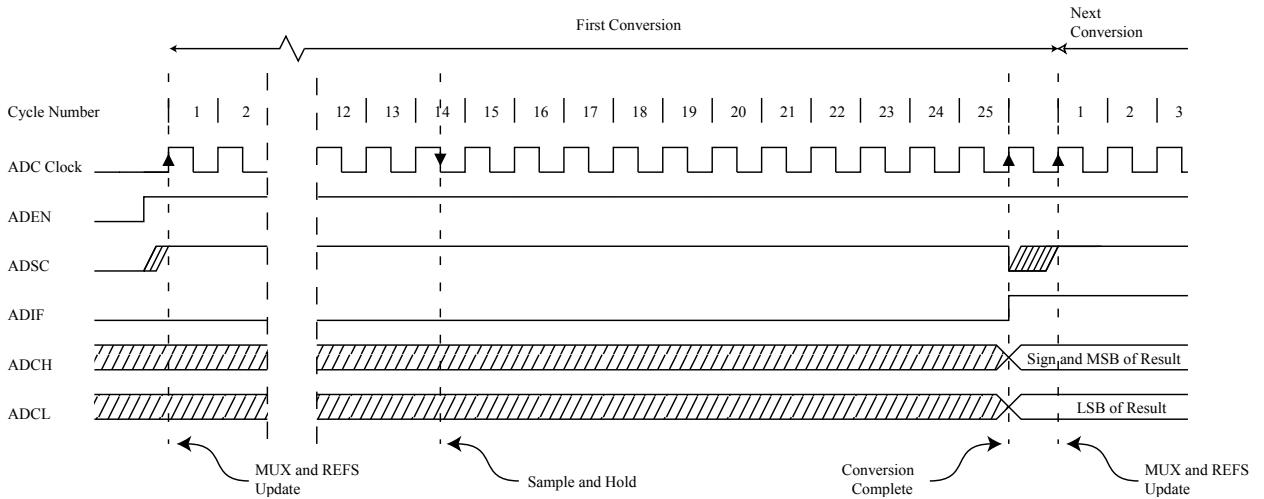 First Conversion
Next
Conversion
Cycle Number 1 2 12 13 14 15 16 17 18 19 20 21 22 23 24 25 1 2 3
ADC Clock
ADEN
ADSC
ADIF
ADCH Sign and MSB of Result
ADCL LSB of Result
MUX and REFS
Update
Sample and Hold
Conversion
Complete
MUX and REFS
Update